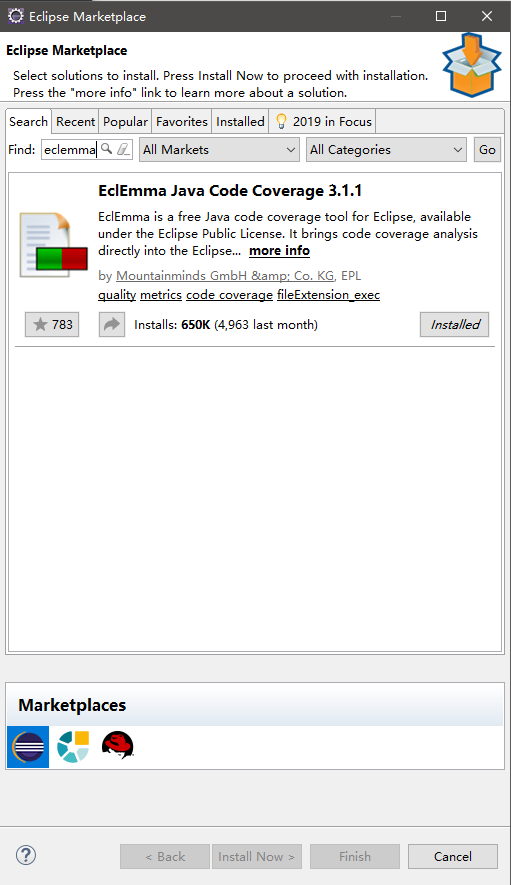 Eclipse Marketplace
Eclipse Marketplace
Select solutions to install. Press Install Now to proceed with installation.
Press the "more info" link to learn more about a solution.
Search Recent Popular Favorites Installed 2019 in Focus
Find: eclemma All Markets All Categories Go
EclEmma Java Code Coverage 3.1.1
EclEmma is a free Java code coverage tool for Eclipse, available
under the Eclipse Public License. It brings code coverage analysis
directly into the Eclipse... more info
by Mountainminds GmbH &amp; Co. KG, EPL
quality metrics code coverage fileExtension_exec
783 Installs: 650K (4,963 last month) Installed
Marketplaces
? < Back Install Now > Finish Cancel